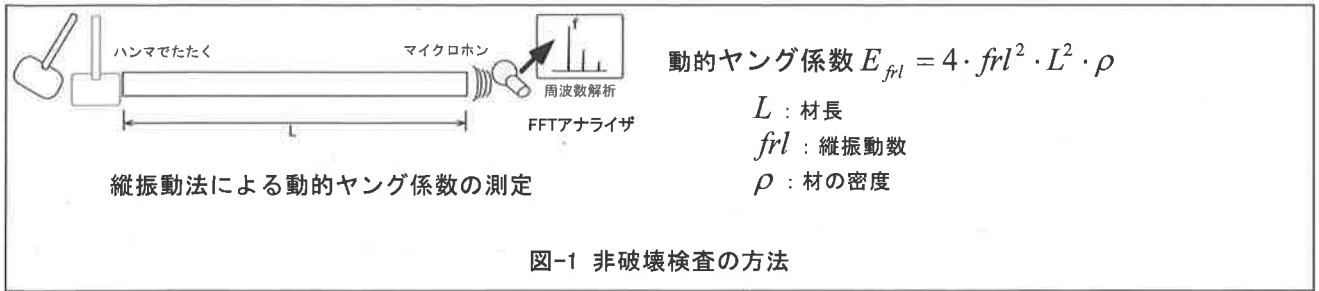 ハンマでたたく
マイクロホン
f
周波数解析
FFTアナライザ
L
縦振動法による動的ヤング係数の測定
動的ヤング係数 E_{frl} = 4・frl²・L²・ρ
L：材長
frl：縦振動数
ρ：材の密度
図-1 非破壊検査の方法